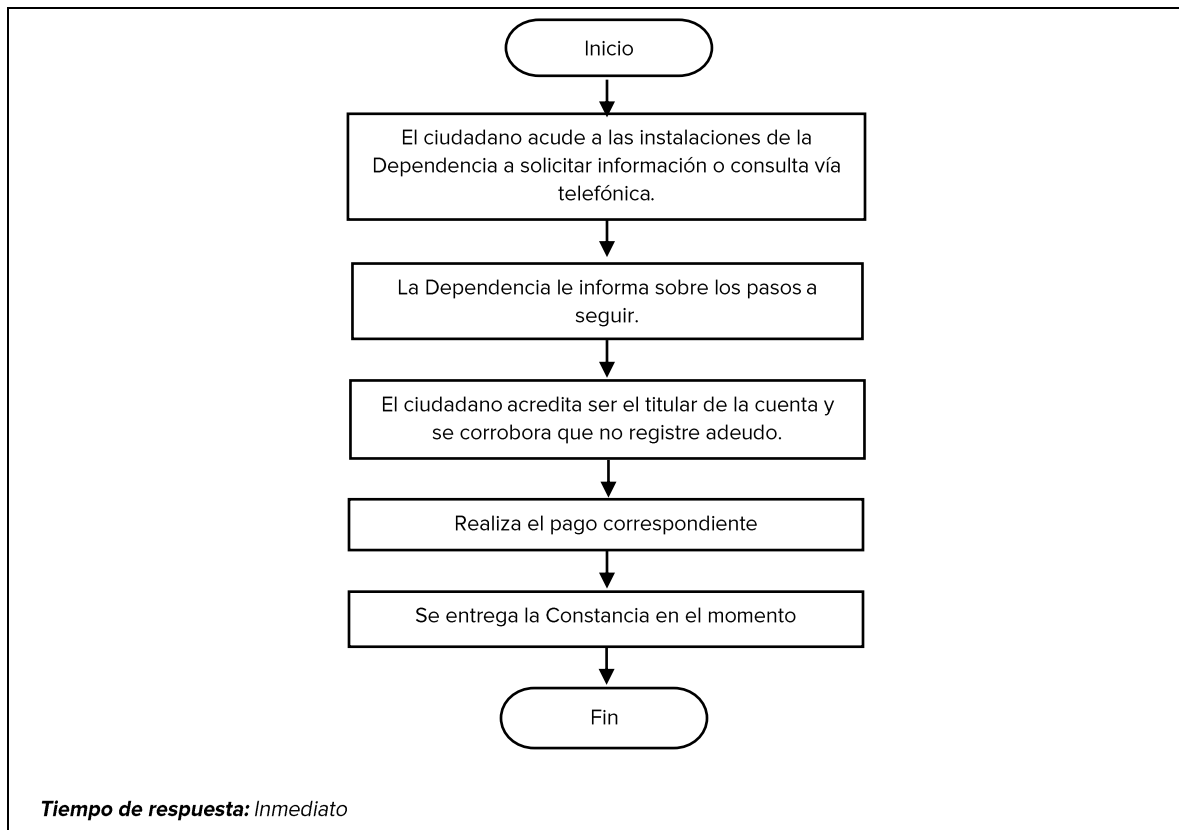 Inicio
El ciudadano acude a las instalaciones de la
Dependencia a solicitar información o consulta vía
telefónica.
La Dependencia le informa sobre los pasos a
seguir.
El ciudadano acredita ser el titular de la cuenta y
se corrobora que no registre adeudo.
Realiza el pago correspondiente
Se entrega la Constancia en el momento
Fin
Tiempo de respuesta: Inmediato